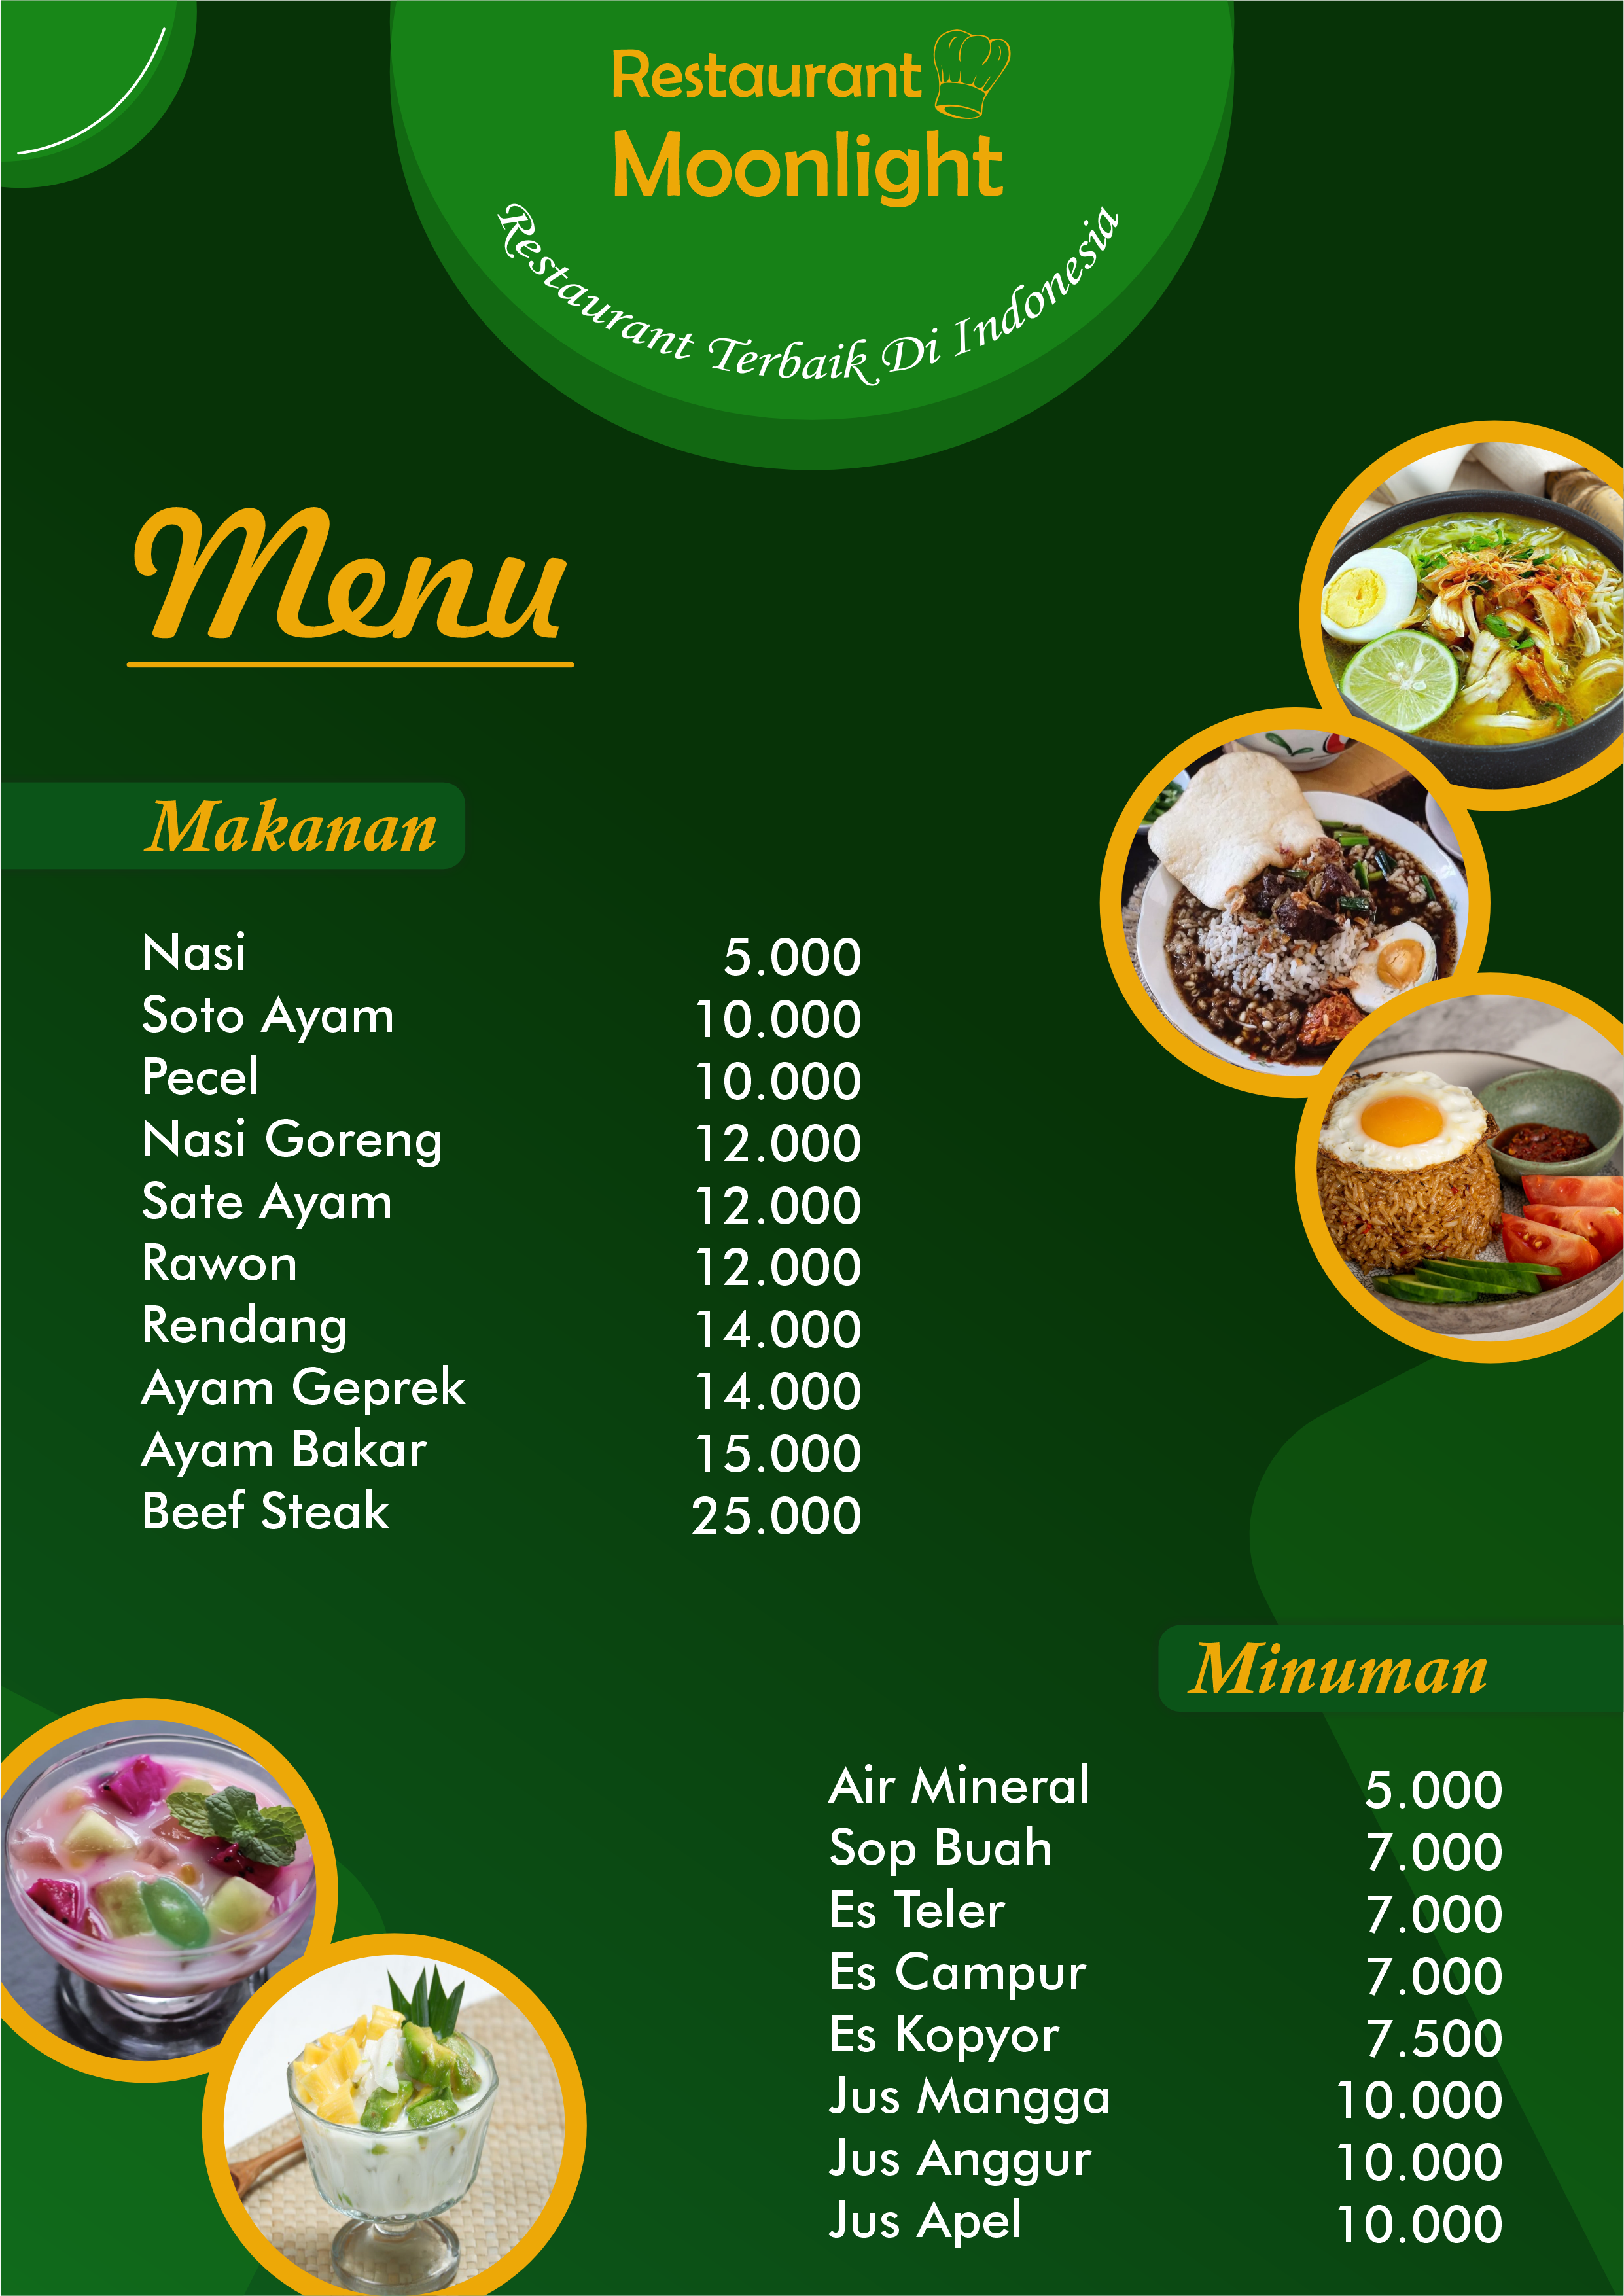 Restaurant
Moonlight
Restaurant Terbaik Di Indonesia
Menu
Makanan
Nasi 5.000
Soto Ayam 10.000
Pecel 10.000
Nasi Goreng 12.000
Sate Ayam 12.000
Rawon 12.000
Rendang 14.000
Ayam Geprek 14.000
Ayam Bakar 15.000
Beef Steak 25.000
Minuman
Air Mineral 5.000
Sop Buah 7.000
Es Teler 7.000
Es Campur 7.000
Es Kopyor 7.500
Jus Mangga 10.000
Jus Anggur 10.000
Jus Apel 10.000